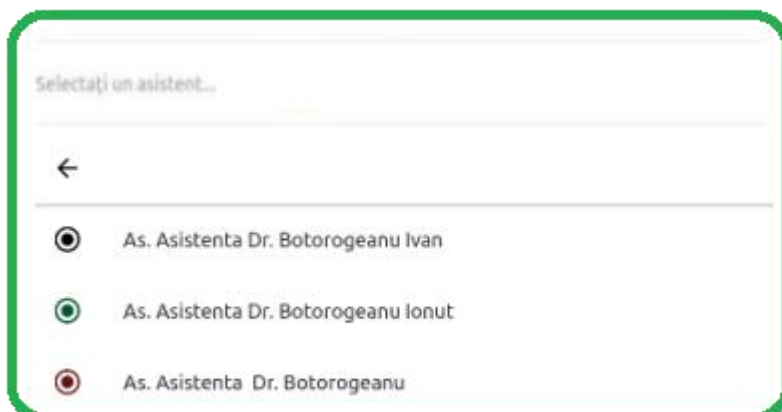 Selectați un asistent...
As. Asistenta Dr. Botorogeanu Ivan
As. Asistenta Dr. Botorogeanu Ionut
As. Asistenta Dr. Botorogeanu